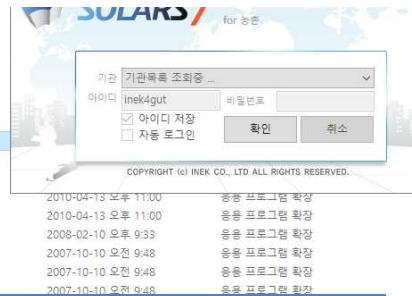 SOLARS7 for 농촌
기관 기관목록 조회중 ...
아이디 inek4gut 비밀번호
아이디 저장
자동 로그인 확인 취소
COPYRIGHT (c) INEK CO., LTD ALL RIGHTS RESERVED.
2010-04-13 오후 11:00 응용 프로그램 확장
2010-04-13 오후 11:00 응용 프로그램 확장
2008-02-10 오후 9:33 응용 프로그램 확장
2007-10-10 오전 9:48 응용 프로그램 확장
2007-10-10 오전 9:48 응용 프로그램 확장
2007-10-10 오전 9:48 응용 프로그램 확장